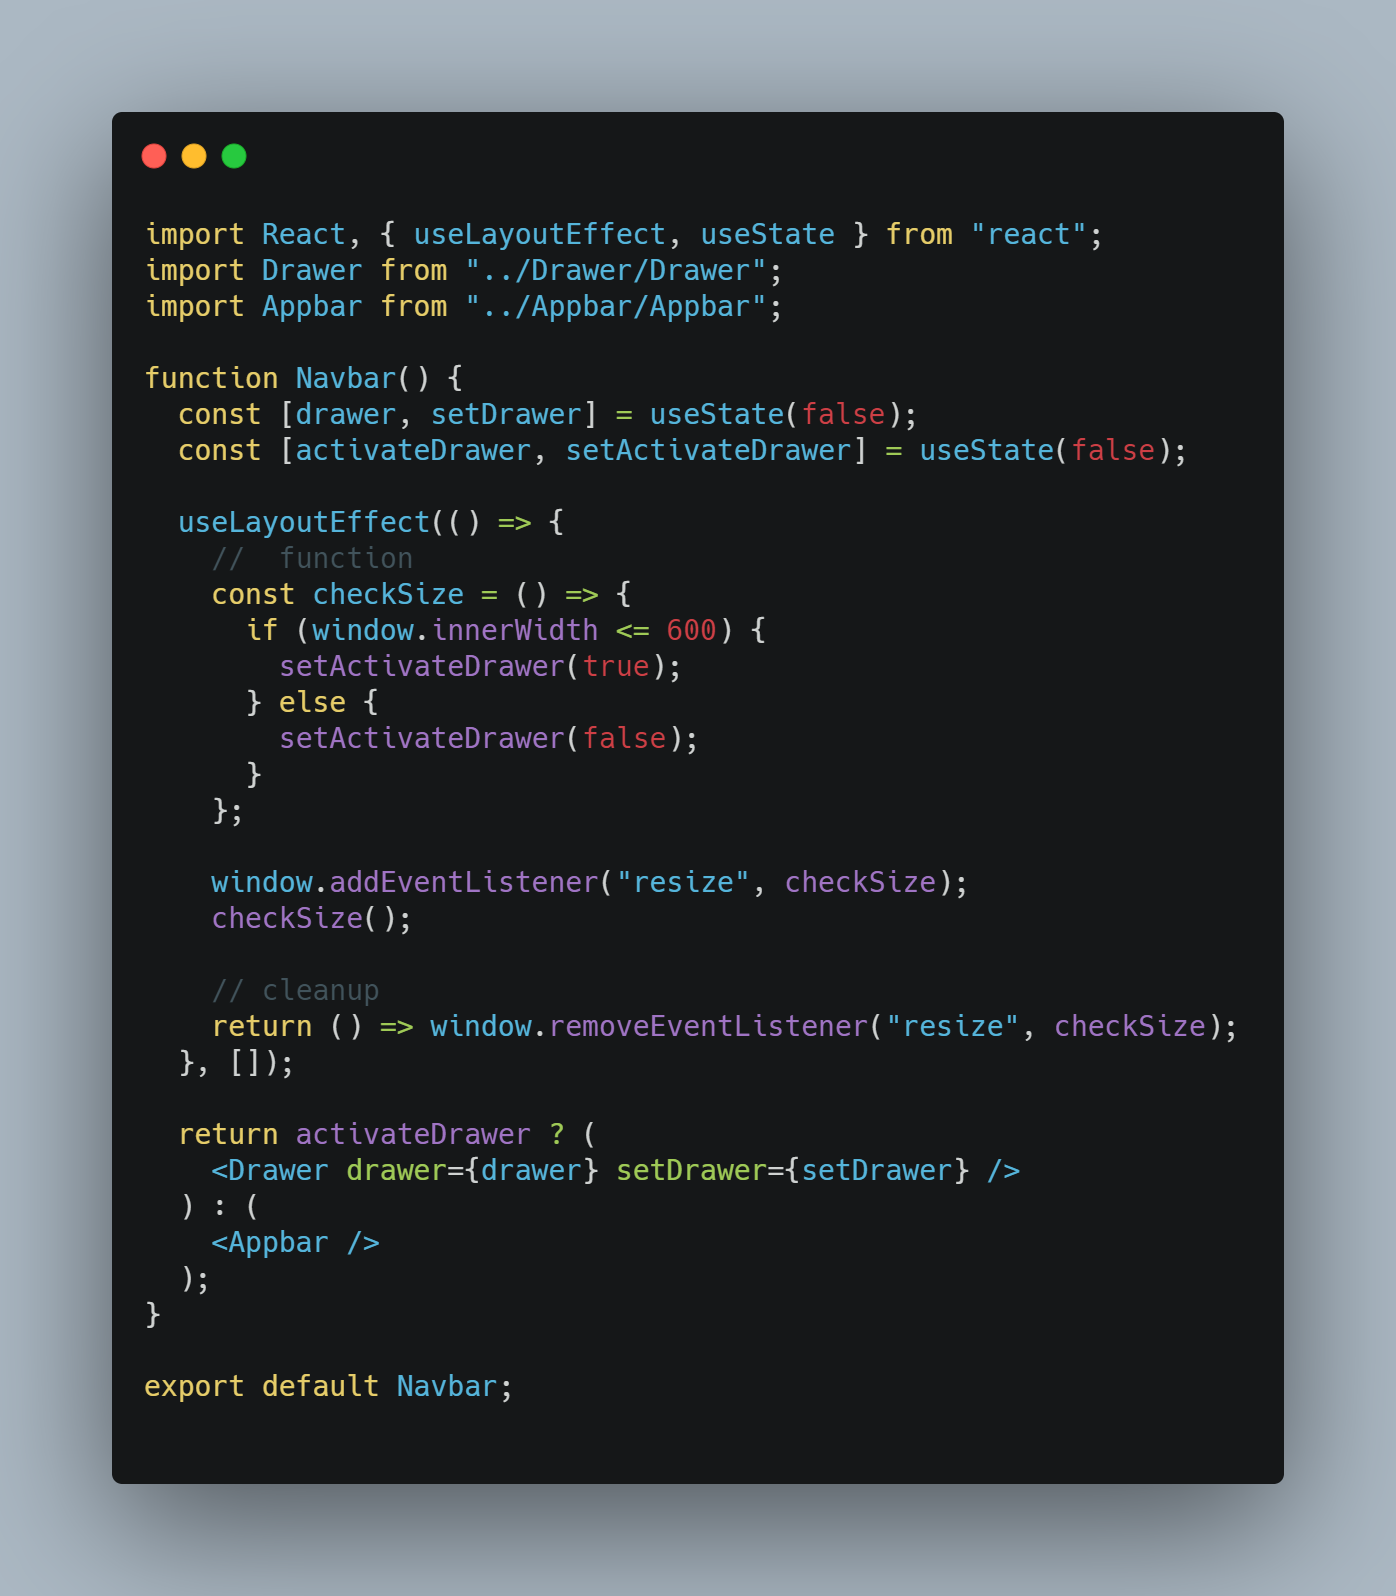 import React, { useLayoutEffect, useState } from "react";
import Drawer from "../Drawer/Drawer";
import Appbar from "../Appbar/Appbar";

function Navbar() {
  const [drawer, setDrawer] = useState(false);
  const [activateDrawer, setActivateDrawer] = useState(false);

  useLayoutEffect(() => {
    //  function
    const checkSize = () => {
      if (window.innerWidth <= 600) {
        setActivateDrawer(true);
      } else {
        setActivateDrawer(false);
      }
    };

    window.addEventListener("resize", checkSize);
    checkSize();

    // cleanup
    return () => window.removeEventListener("resize", checkSize);
  }, []);

  return activateDrawer ? (
    <Drawer drawer={drawer} setDrawer={setDrawer} />
  ) : (
    <Appbar />
  );
}

export default Navbar;